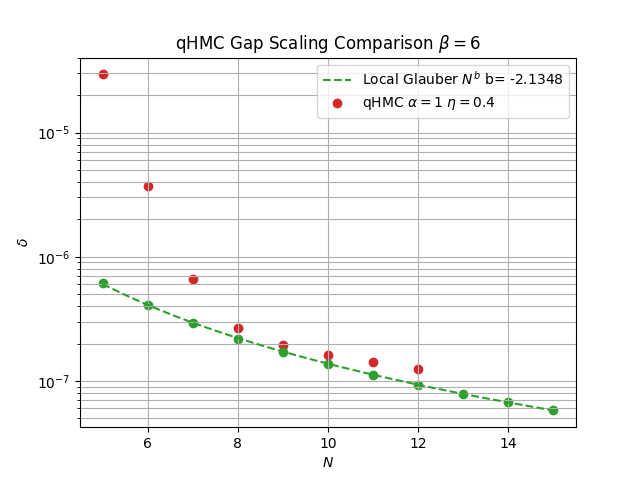 qHMC Gap Scaling Comparison β = 6
Local Glauber N^b b= -2.1348
qHMC α = 1 η = 0.4
10^-5
10^-6
10^-7
δ
6 8 10 12 14
N